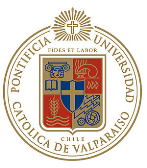 PONTIFICIA UNIVERSIDAD
CATOLICA DE VALPARAISO
FIDES ET LABOR
CHILE